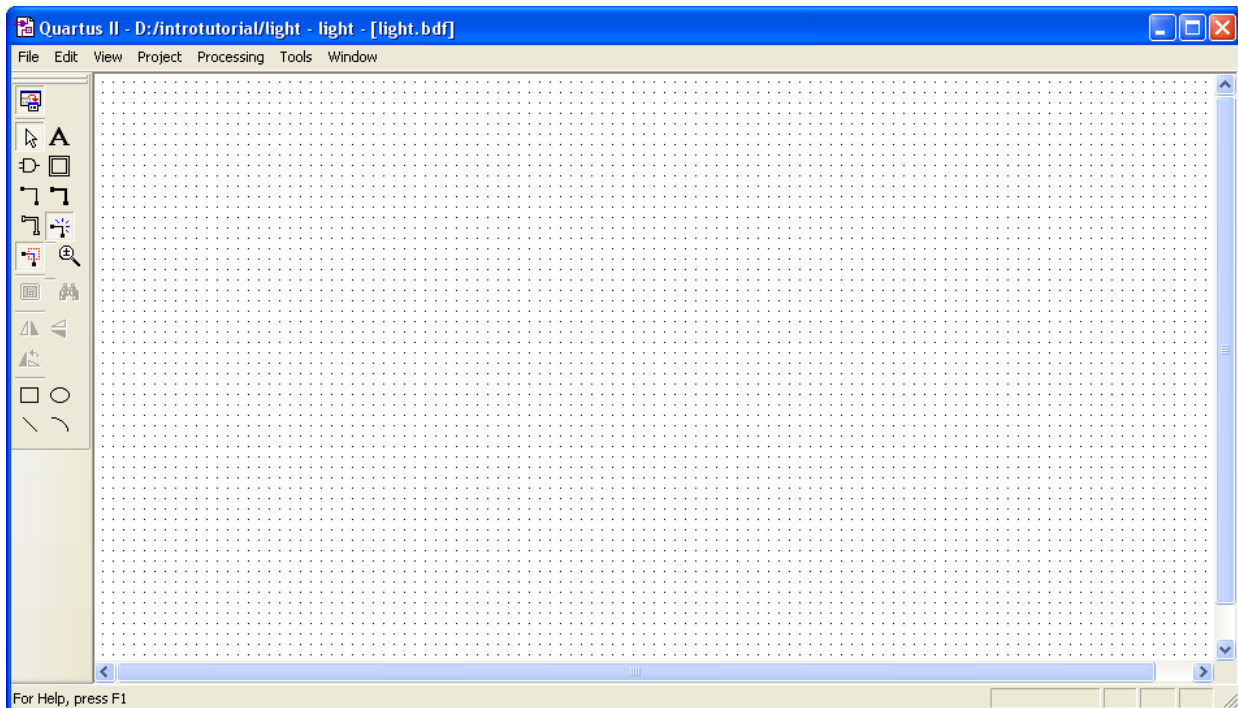 Quartus II - D:/introtutorial/light - light - [light.bdf]
File Edit View Project Processing Tools Window
A
For Help, press F1